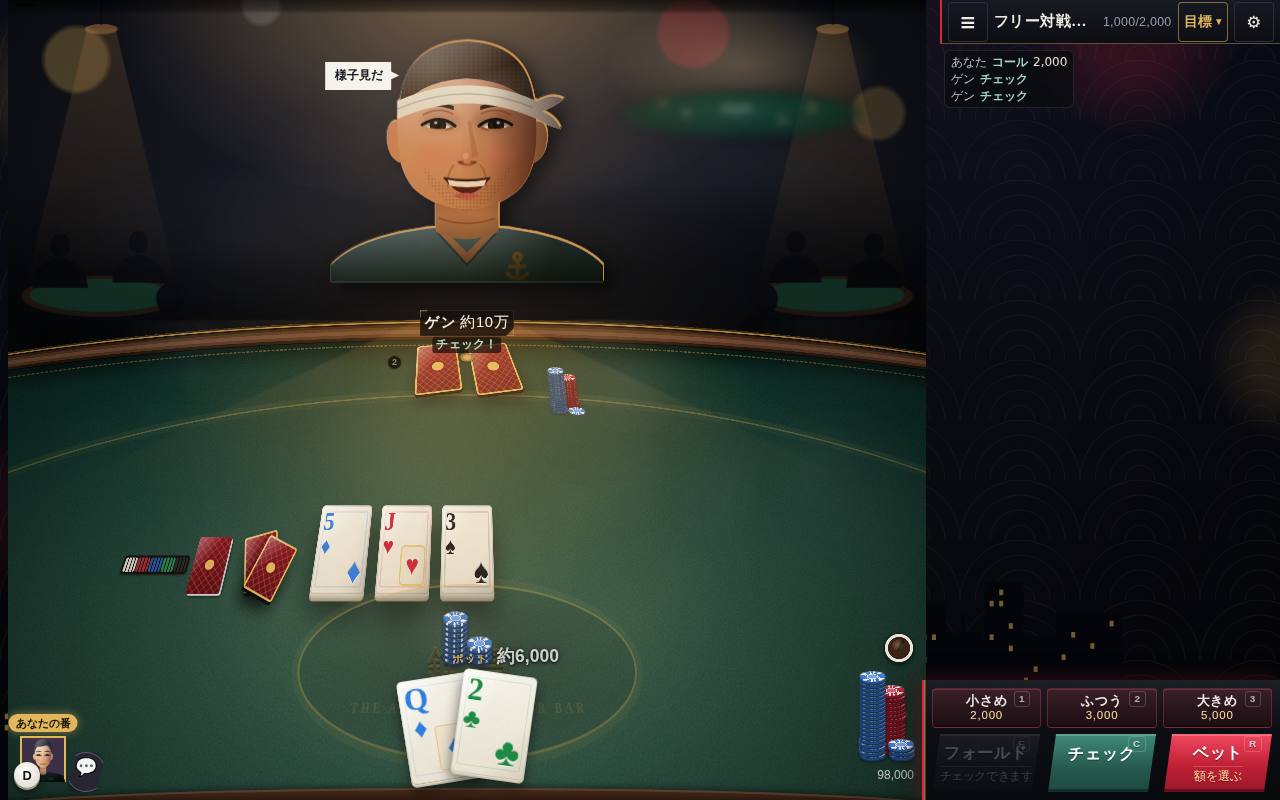 様子見だ
フリー対戦… 1,000/2,000 目標▾
あなた コール 2,000
ゲン チェック
ゲン チェック
ゲン 約10万
チェック！
2
5
J
3
約6,000
Q
2
98,000
あなたの番
D
小さめ 1
2,000
ふつう 2
3,000
大きめ 3
5,000
フォールド F
チェックできます
チェック C
ベット R
額を選ぶ